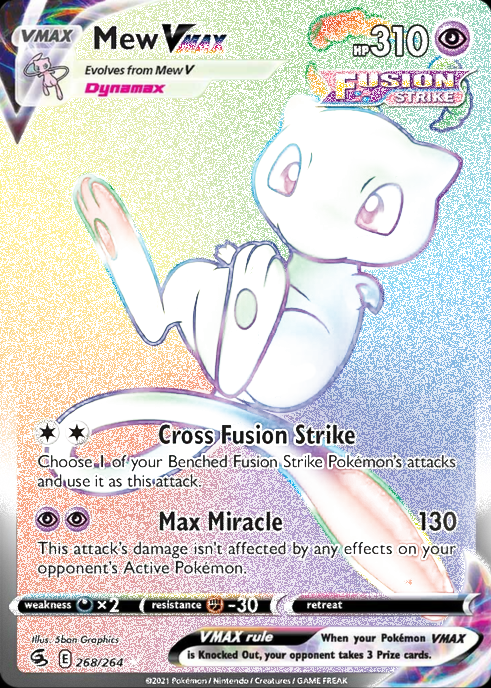 VMAX Mew VMAX HP 310
Evolves from Mew V
Dynamax
FUSION
STRIKE
Cross Fusion Strike
Choose 1 of your Benched Fusion Strike Pokémon's attacks
and use it as this attack.
Max Miracle 130
This attack's damage isn't affected by any effects on your
opponent's Active Pokémon.
weakness ×2 resistance -30 retreat
Illus. 5ban Graphics
VMAX rule When your Pokémon VMAX
is Knocked Out, your opponent takes 3 Prize cards.
E 268/264
©2021 Pokémon / Nintendo / Creatures / GAME FREAK